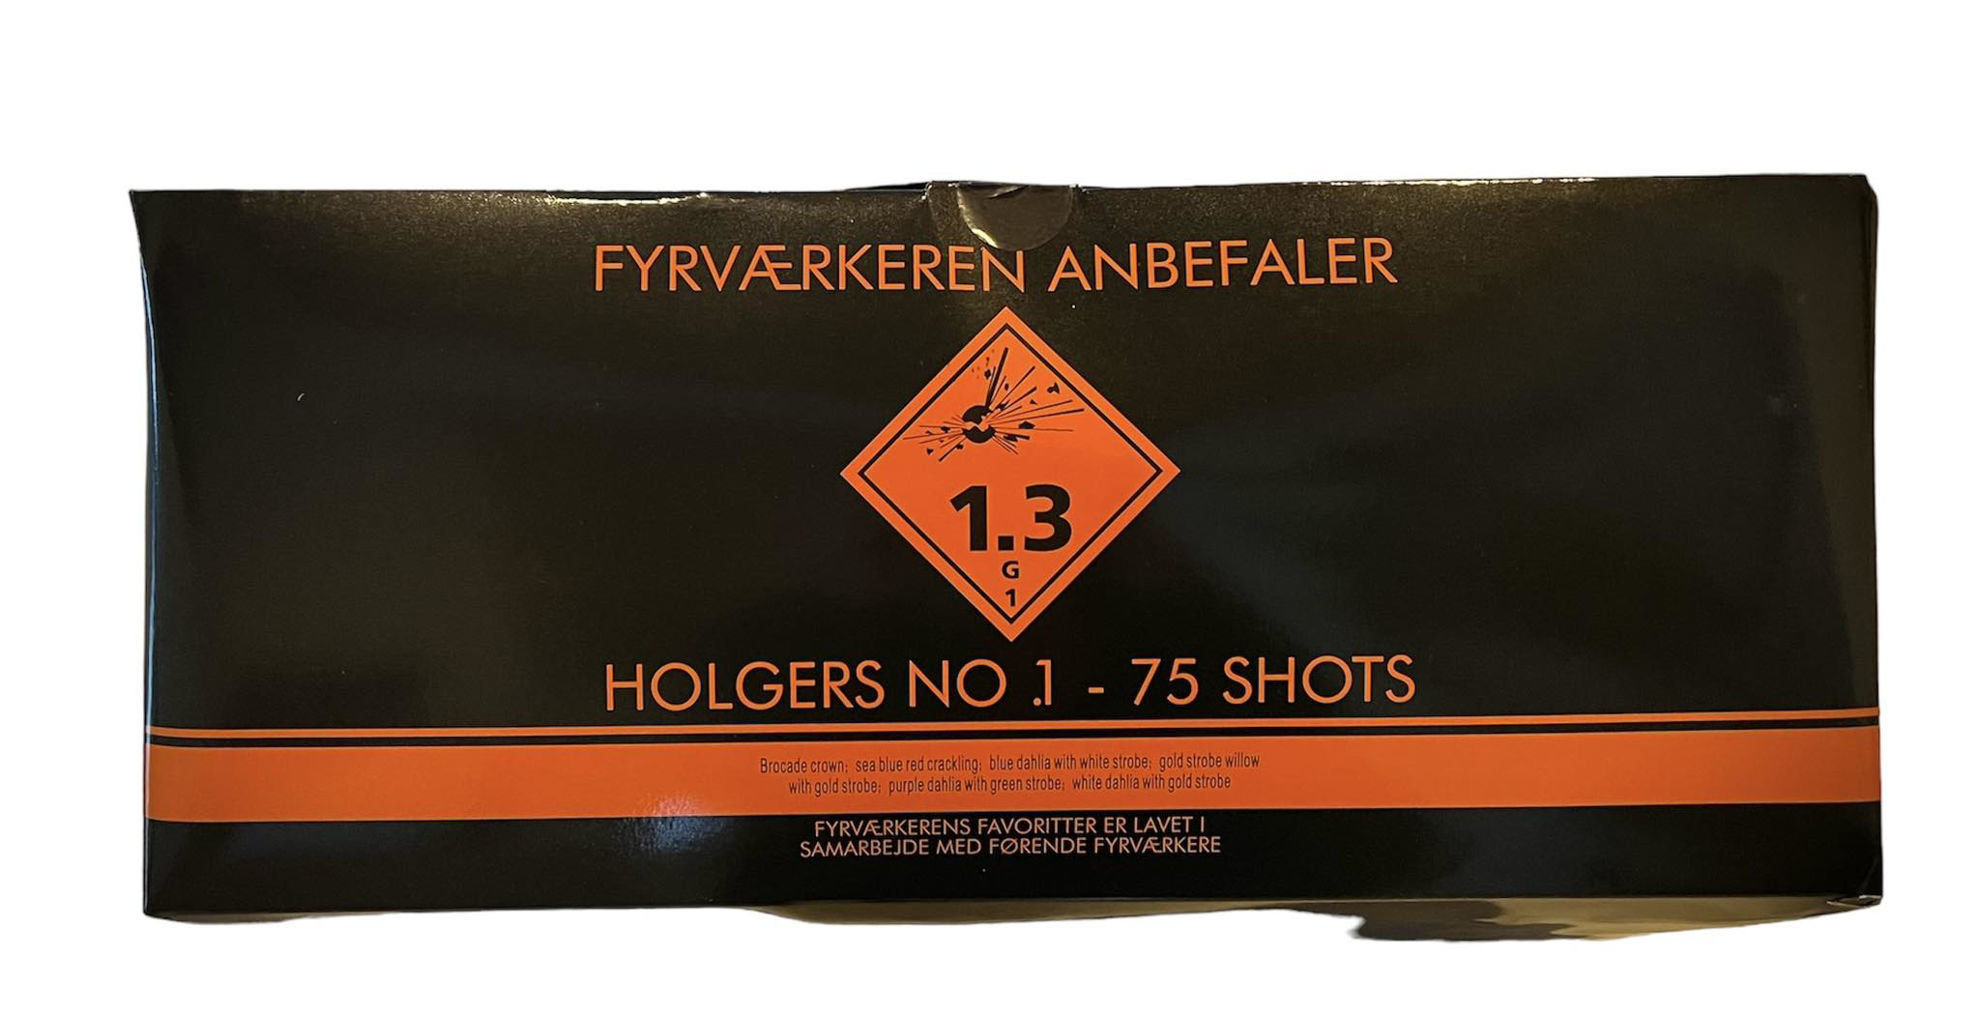 FYRVÆRKEREN ANBEFALER
1.3
G
1
HOLGERS NO .1 - 75 SHOTS
Brocade crown; sea blue red crackling; blue dahlia with white strobe; gold strobe willow
with gold strobe; purple dahlia with green strobe; white dahlia with gold strobe
FYRVÆRKERENS FAVORITTER ER LAVET I
SAMARBEJDE MED FØRENDE FYRVÆRKERE